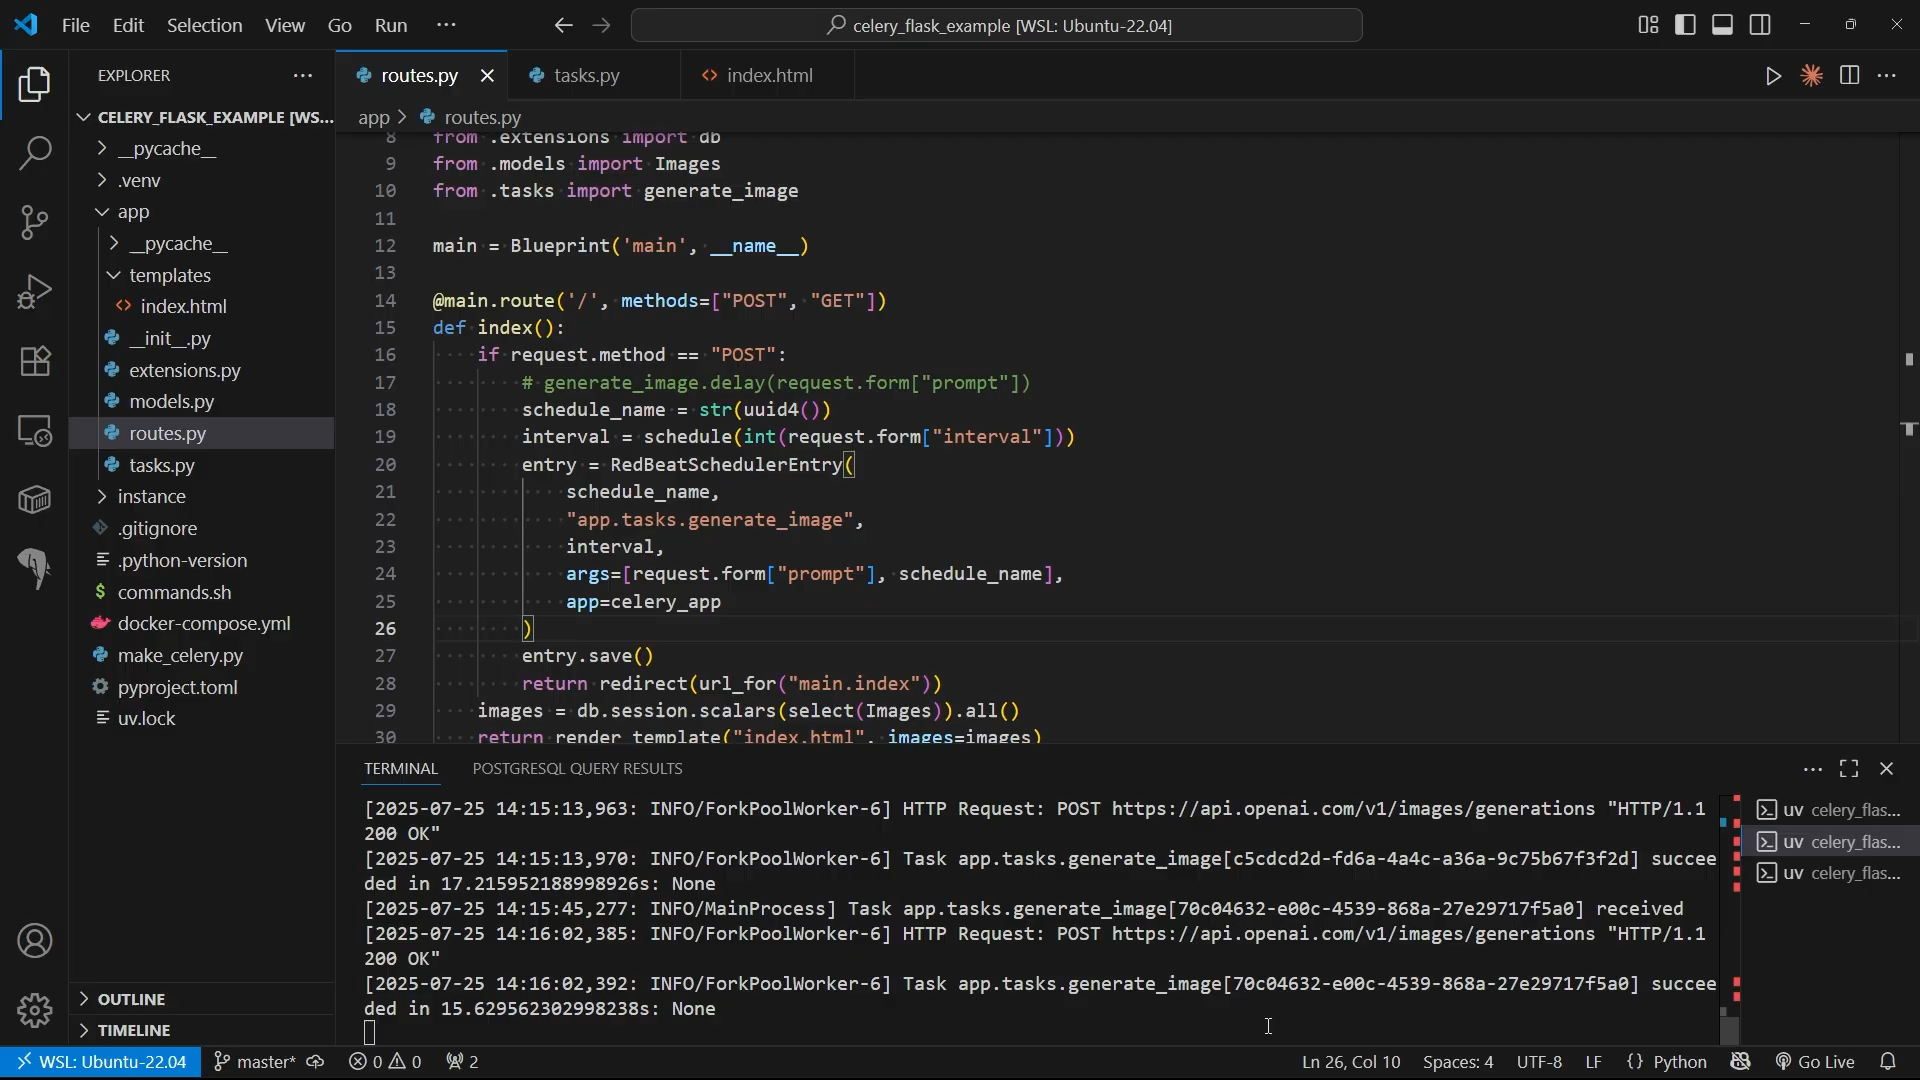 File Edit Selection View Go Run ···
celery_flask_example [WSL: Ubuntu-22.04]
EXPLORER ···
routes.py
tasks.py
index.html
CELERY_FLASK_EXAMPLE [WS...
__pycache__
.venv
app
__pycache__
templates
index.html
__init__.py
extensions.py
models.py
routes.py
tasks.py
instance
.gitignore
.python-version
commands.sh
docker-compose.yml
make_celery.py
pyproject.toml
uv.lock
OUTLINE
TIMELINE
app > routes.py
8 from .extensions import db
9 from .models import Images
10 from .tasks import generate_image
11
12 main = Blueprint('main', __name__)
13
14 @main.route('/', methods=["POST", "GET"])
15 def index():
16 if request.method == "POST":
17 # generate_image.delay(request.form["prompt"])
18 schedule_name = str(uuid4())
19 interval = schedule(int(request.form["interval"]))
20 entry = RedBeatSchedulerEntry(
21 schedule_name,
22 "app.tasks.generate_image",
23 interval,
24 args=[request.form["prompt"], schedule_name],
25 app=celery_app
26 )
27 entry.save()
28 return redirect(url_for("main.index"))
29 images = db.session.scalars(select(Images)).all()
30 return render_template("index.html", images=images)
TERMINAL POSTGRESQL QUERY RESULTS
[2025-07-25 14:15:13,963: INFO/ForkPoolWorker-6] HTTP Request: POST https://api.openai.com/v1/images/generations "HTTP/1.1
200 OK"
[2025-07-25 14:15:13,970: INFO/ForkPoolWorker-6] Task app.tasks.generate_image[c5cdcd2d-fd6a-4a4c-a36a-9c75b67f3f2d] succee
ded in 17.215952188998926s: None
[2025-07-25 14:15:45,277: INFO/MainProcess] Task app.tasks.generate_image[70c04632-e00c-4539-868a-27e29717f5a0] received
[2025-07-25 14:16:02,385: INFO/ForkPoolWorker-6] HTTP Request: POST https://api.openai.com/v1/images/generations "HTTP/1.1
200 OK"
[2025-07-25 14:16:02,392: INFO/ForkPoolWorker-6] Task app.tasks.generate_image[70c04632-e00c-4539-868a-27e29717f5a0] succee
ded in 15.629562302998238s: None
uv celery_flas...
uv celery_flas...
uv celery_flas...
WSL: Ubuntu-22.04 master* 0 0 2 Ln 26, Col 10 Spaces: 4 UTF-8 LF {} Python Go Live